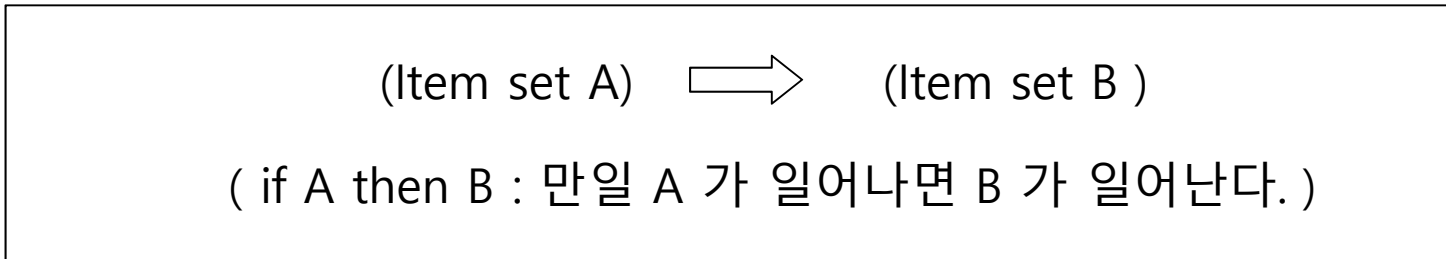 (Item set A) (Item set B )
( if A then B : 만일 A 가 일어나면 B 가 일어난다. )